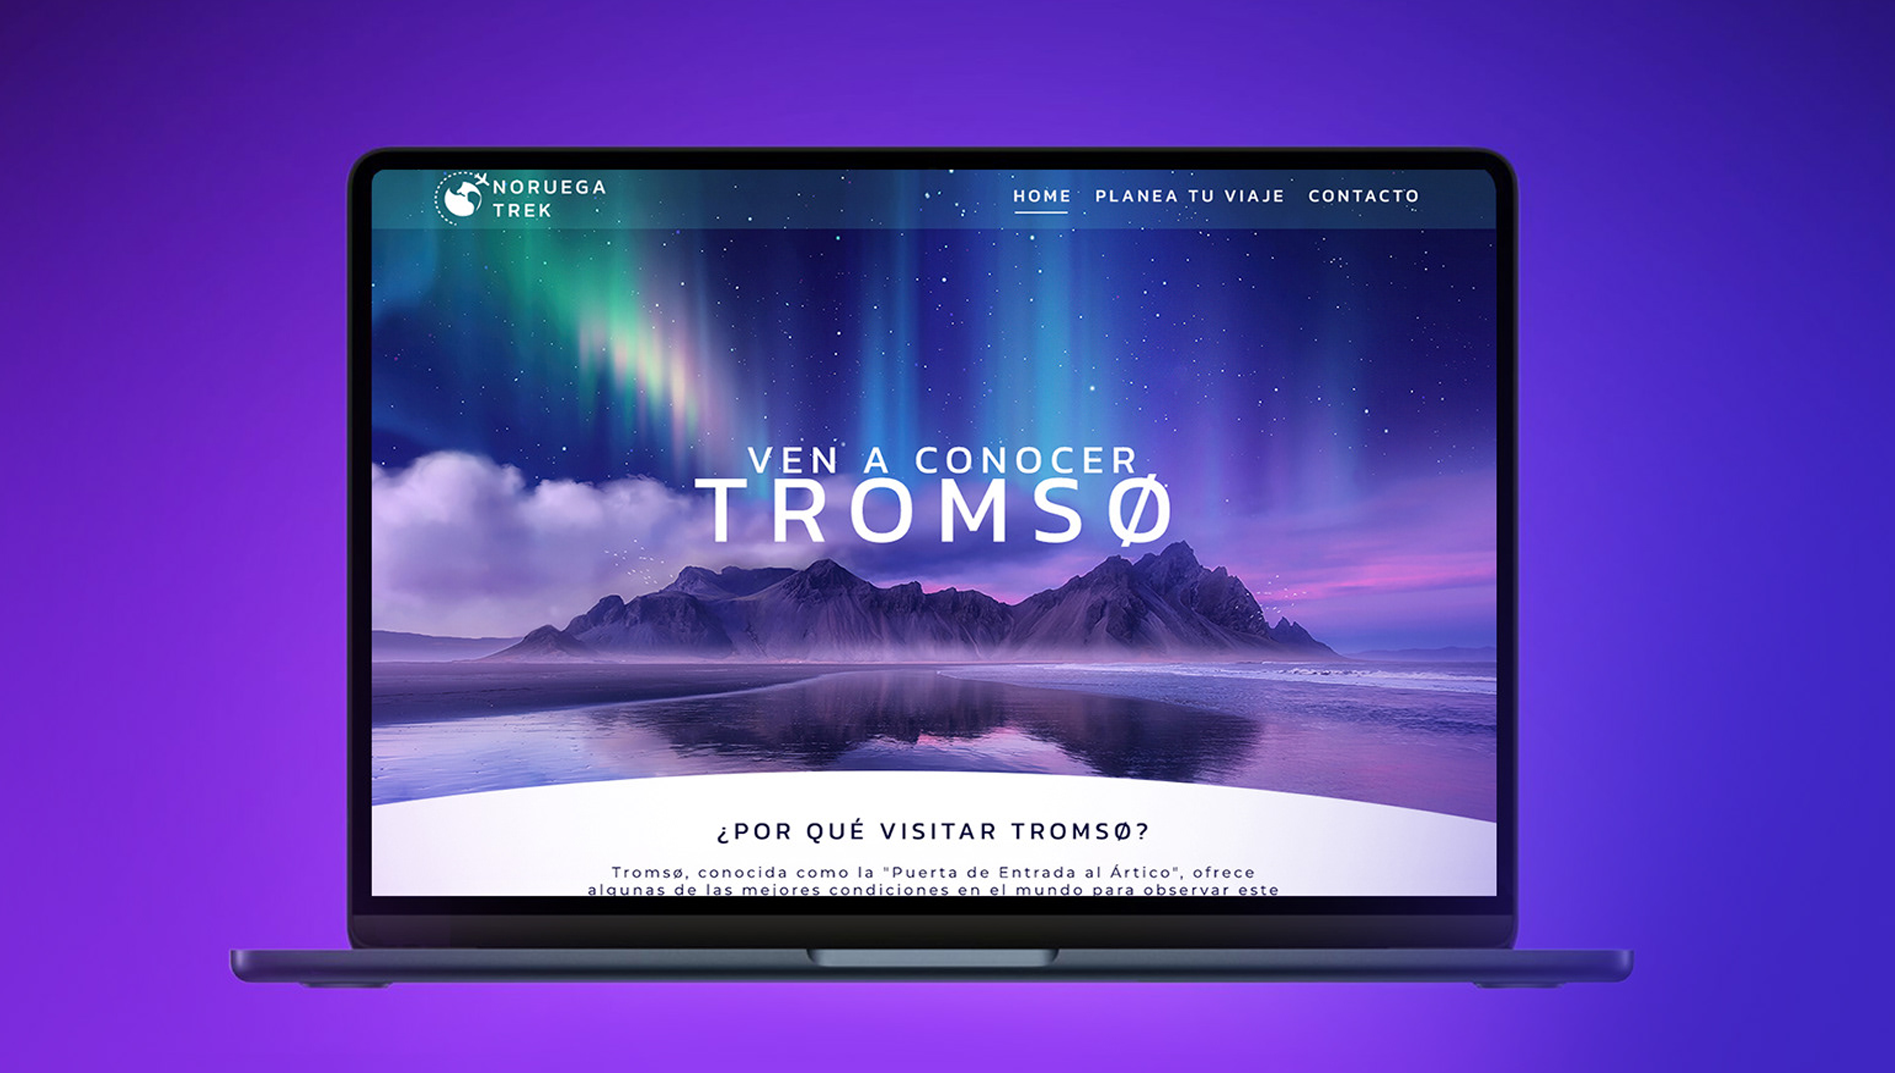 NORUEGA
TREK
HOME PLANEA TU VIAJE CONTACTO
VEN A CONOCER
TROMSØ
¿POR QUÉ VISITAR TROMSØ?
Tromsø, conocida como la "Puerta de Entrada al Ártico", ofrece
algunas de las mejores condiciones en el mundo para observar este